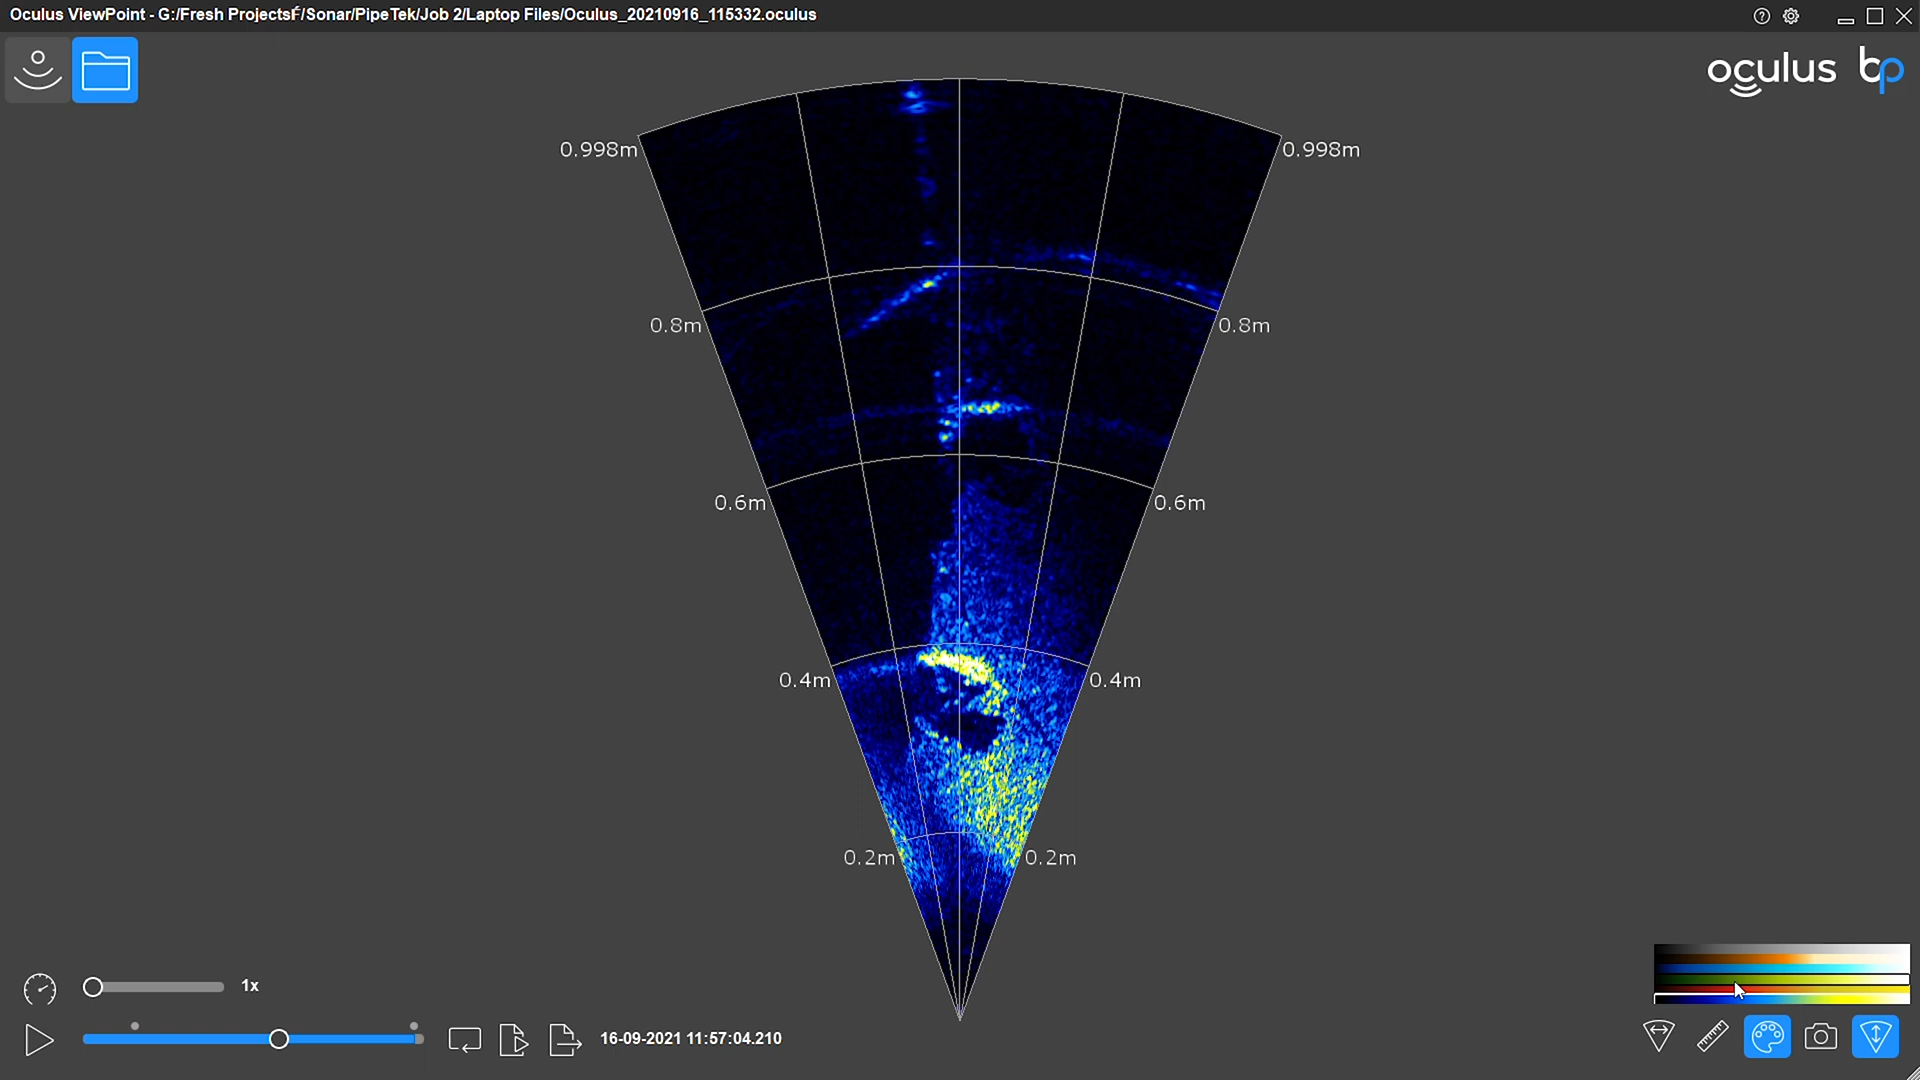 Oculus ViewPoint - G:/Fresh ProjectsF/Sonar/PipeTek/Job 2/Laptop Files/Oculus_20210916_115332.oculus
oculus bp
0.998m 0.998m
0.8m 0.8m
0.6m 0.6m
0.4m 0.4m
0.2m 0.2m
1x
16-09-2021 11:57:04.210